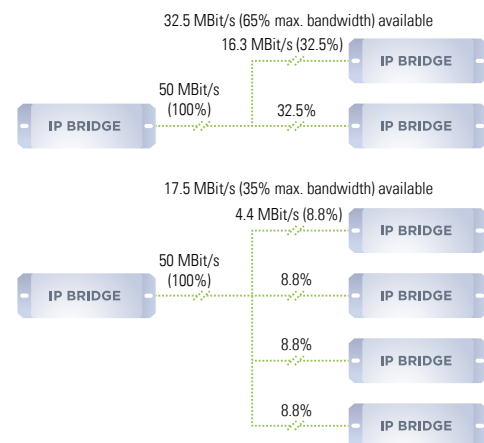 32.5 MBit/s (65% max. bandwidth) available
16.3 MBit/s (32.5%)
IP BRIDGE
50 MBit/s
(100%)
32.5%
IP BRIDGE
IP BRIDGE
17.5 MBit/s (35% max. bandwidth) available
4.4 MBit/s (8.8%)
IP BRIDGE
50 MBit/s
(100%)
8.8%
IP BRIDGE
IP BRIDGE
8.8%
IP BRIDGE
8.8%
IP BRIDGE